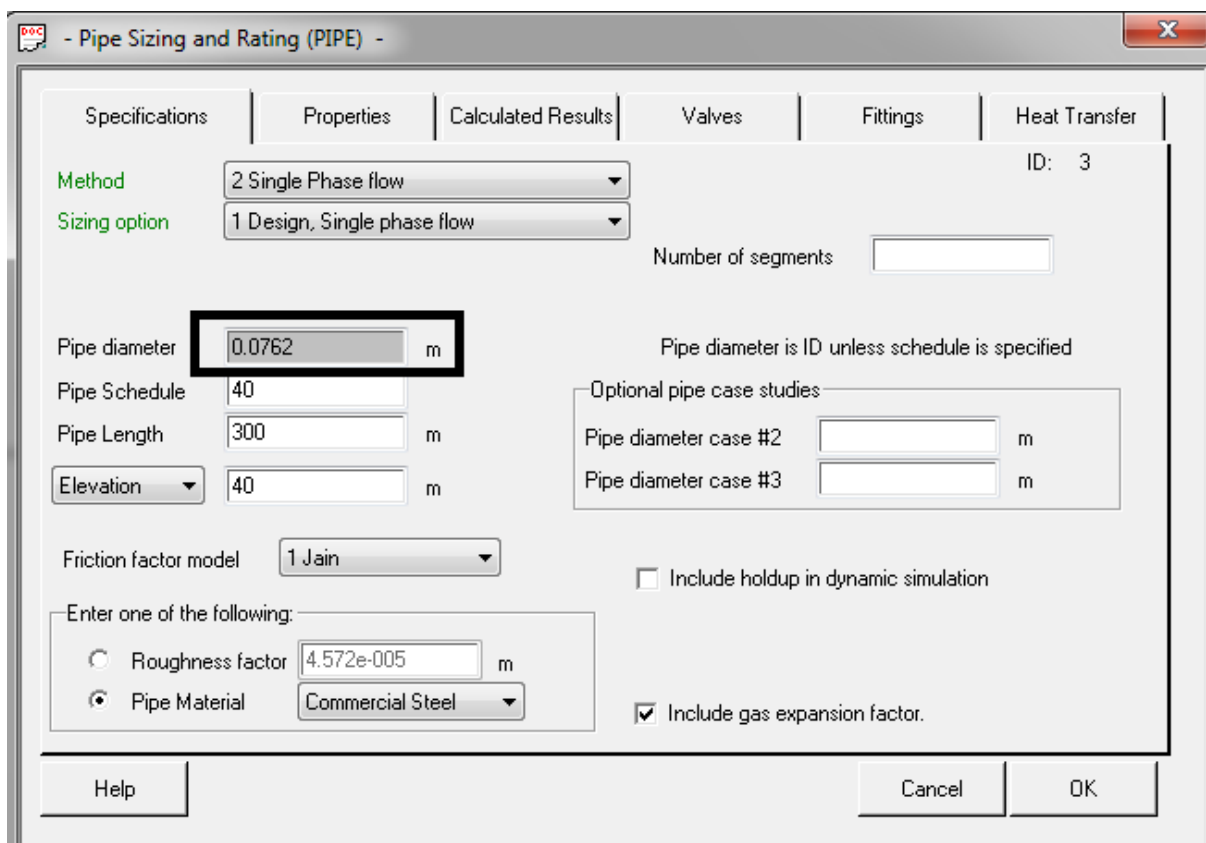 DOC - Pipe Sizing and Rating (PIPE) - X
Specifications Properties Calculated Results Valves Fittings Heat Transfer
ID: 3
Method 2 Single Phase flow
Sizing option 1 Design, Single phase flow
Number of segments
Pipe diameter 0.0762 m Pipe diameter is ID unless schedule is specified
Pipe Schedule 40 Optional pipe case studies
Pipe Length 300 m Pipe diameter case #2 m
Elevation 40 m Pipe diameter case #3 m
Friction factor model 1 Jain
Include holdup in dynamic simulation
Enter one of the following:
Roughness factor 4.572e-005 m
Pipe Material Commercial Steel Include gas expansion factor.
Help Cancel OK